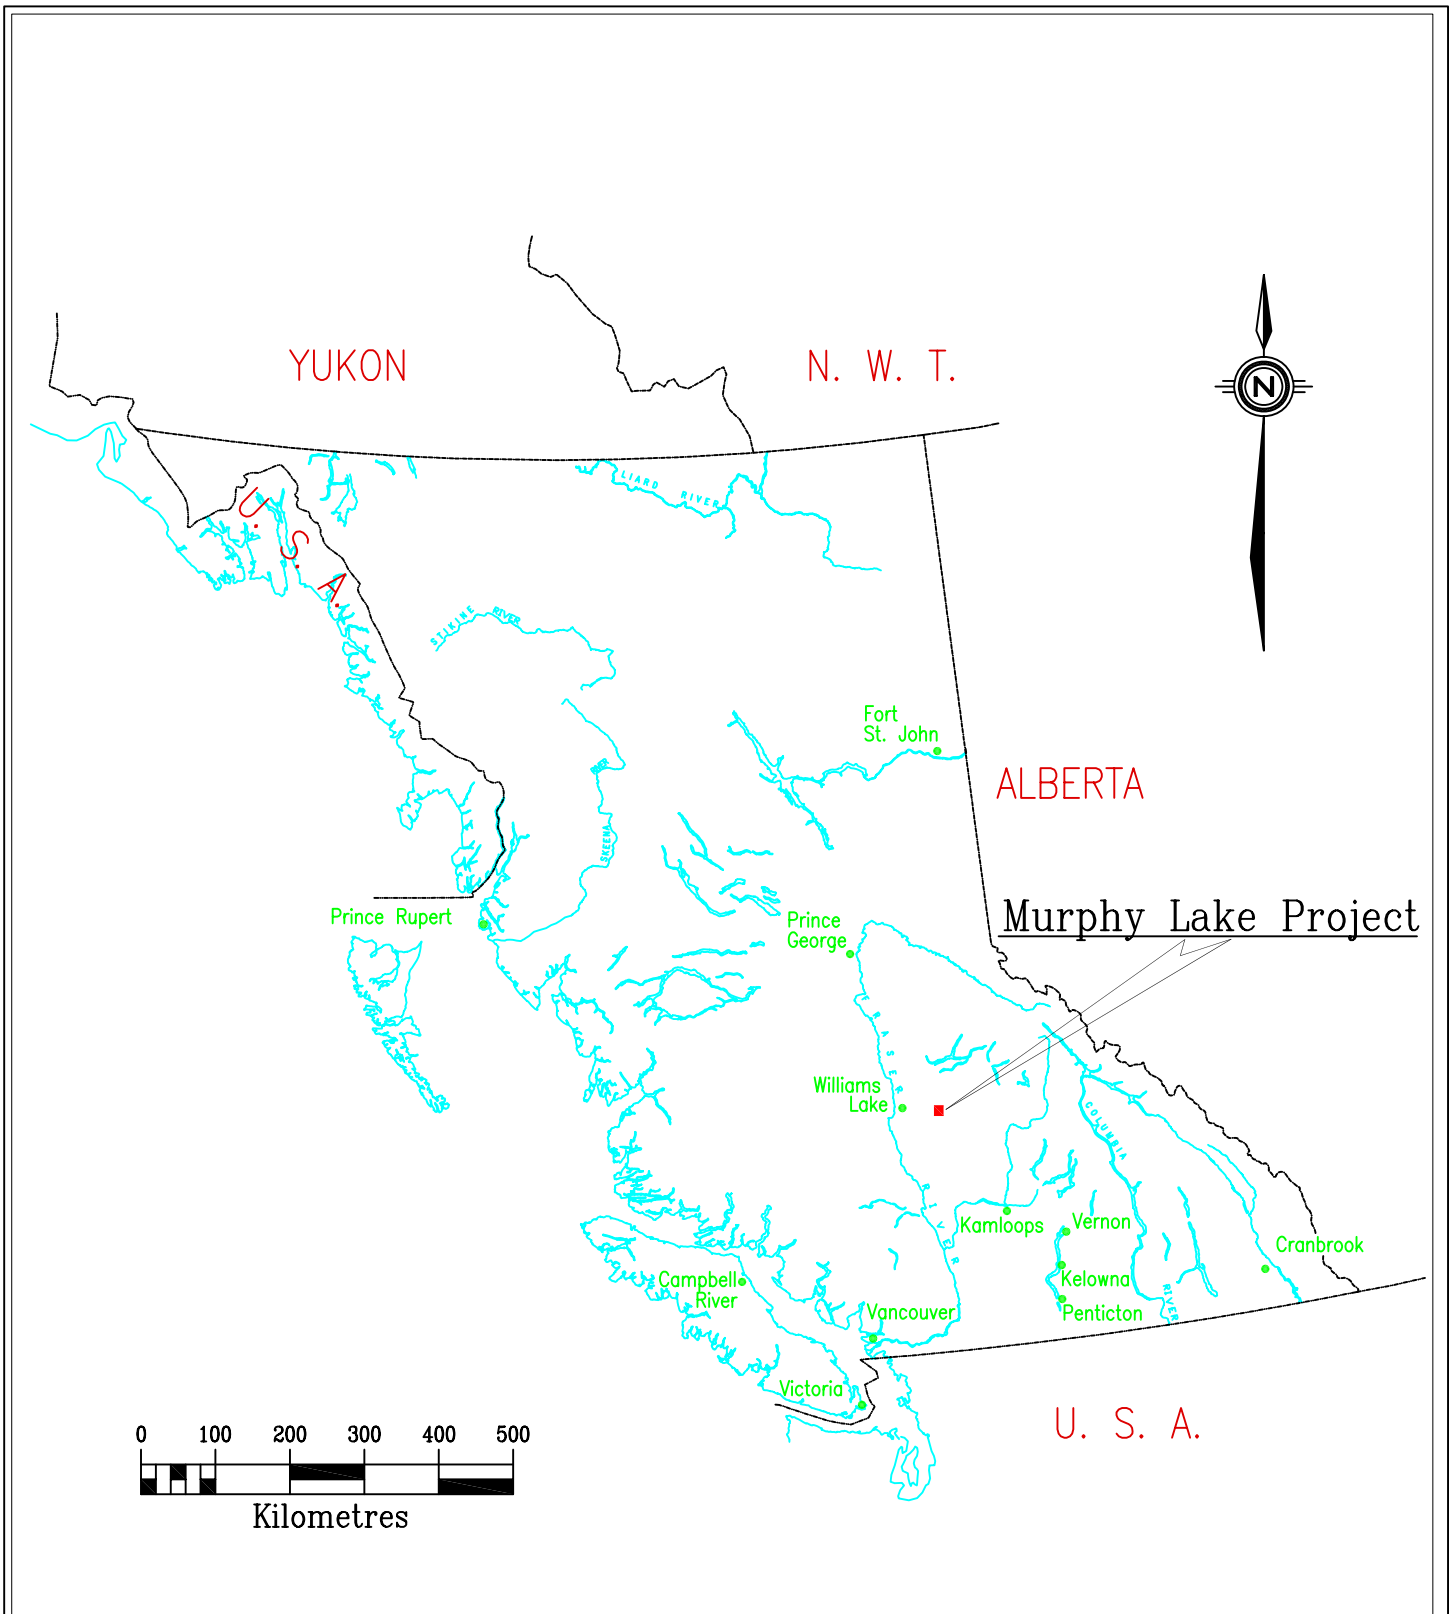 YUKON
N. W. T.
N
U. S. A.
LIARD RIVER
STIKINE RIVER
Fort
St. John
ALBERTA
SKEENA
Murphy Lake Project
Prince Rupert
Prince
George
FRASER
Williams
Lake
COLUMBIA
RIVER
Kamloops
Vernon
Cranbrook
Kelowna
Penticton
RIVER
Campbell
River
Vancouver
Victoria
U. S. A.
0 100 200 300 400 500
Kilometres